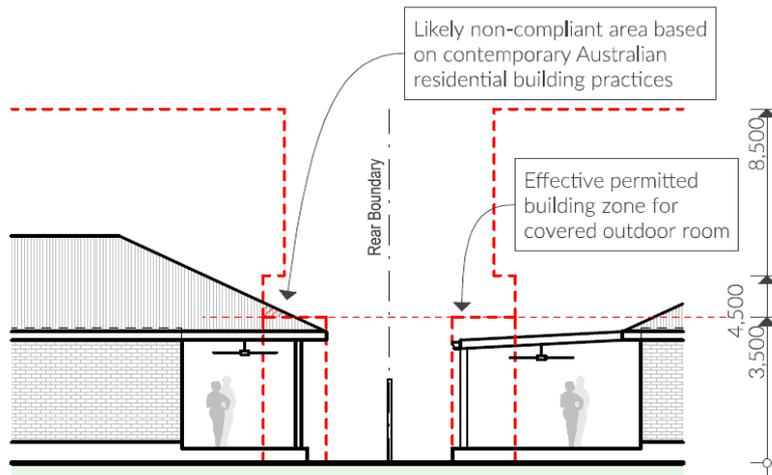 Likely non-compliant area based
on contemporary Australian
residential building practices
Rear Boundary
Effective permitted
building zone for
covered outdoor room
8,500
4,500
3,500